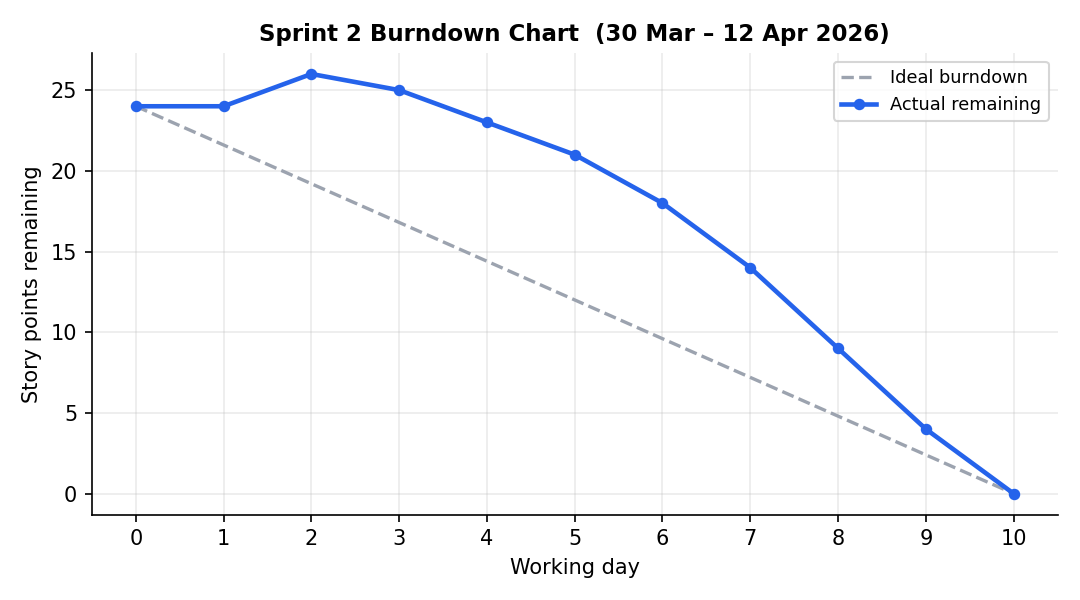 Sprint 2 Burndown Chart (30 Mar – 12 Apr 2026)
Ideal burndown
Actual remaining
Story points remaining
25
20
15
10
5
0
0 1 2 3 4 5 6 7 8 9 10
Working day